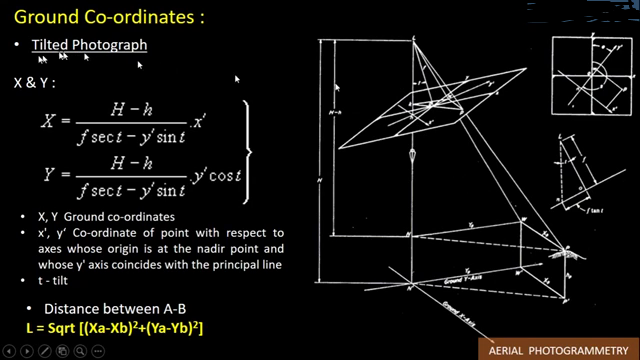 Ground Co-ordinates :
• Tilted Photograph
X & Y :
X = \frac{H - h}{f sec t - y' sin t} . x'
Y = \frac{H - h}{f sec t - y' sin t} . y' cos t
• X, Y Ground co-ordinates
• x', y' Co-ordinate of point with respect to
axes whose origin is at the nadir point and
whose y' axis coincides with the principal line
• t - tilt
• Distance between A-B
L = Sqrt [(Xa-Xb)²+(Ya-Yb)²]
L
H-h
H
Ground Y-Axis
Ground X-Axis
f tan t
AERIAL PHOTOGRAMMETRY